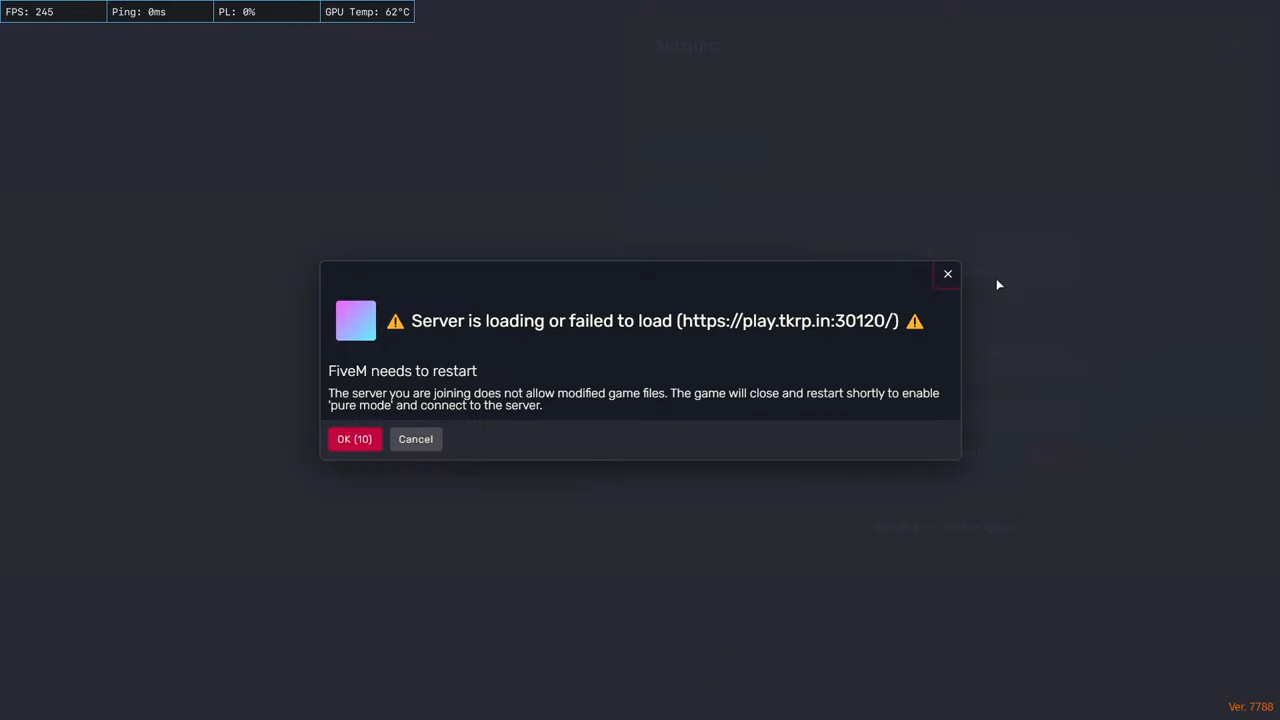 FPS: 245 Ping: 0ms PL: 0% GPU Temp: 62°C
Account
⚠ Server is loading or failed to load (https://play.tkrp.in:30120/) ⚠
FiveM needs to restart
The server you are joining does not allow modified game files. The game will close and restart shortly to enable
'pure mode' and connect to the server.
OK (10) Cancel
Ver. 7788